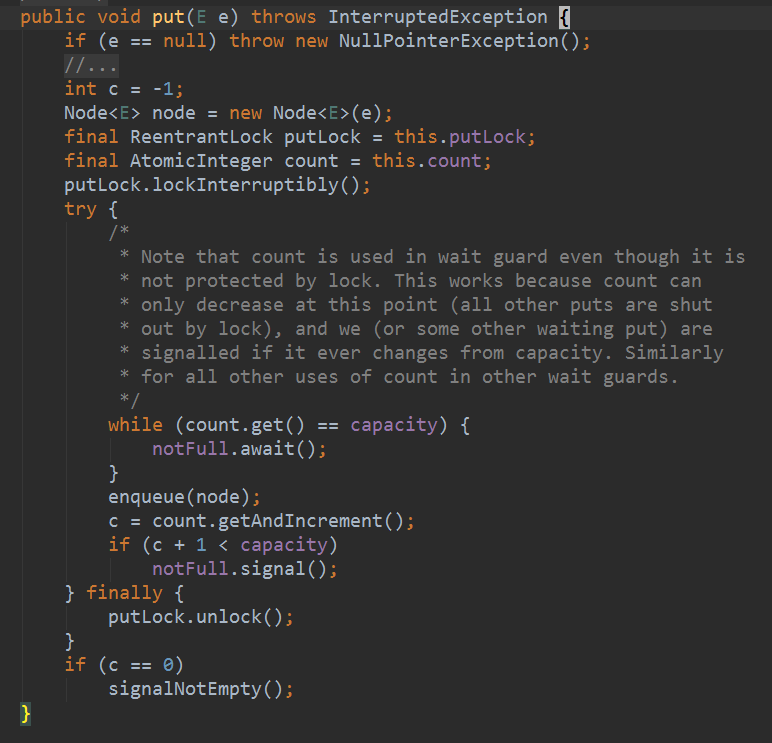 public void put(E e) throws InterruptedException {
    if (e == null) throw new NullPointerException();
    //...
    int c = -1;
    Node<E> node = new Node<E>(e);
    final ReentrantLock putLock = this.putLock;
    final AtomicInteger count = this.count;
    putLock.lockInterruptibly();
    try {
        /*
         * Note that count is used in wait guard even though it is
         * not protected by lock. This works because count can
         * only decrease at this point (all other puts are shut
         * out by lock), and we (or some other waiting put) are
         * signalled if it ever changes from capacity. Similarly
         * for all other uses of count in other wait guards.
         */
        while (count.get() == capacity) {
            notFull.await();
        }
        enqueue(node);
        c = count.getAndIncrement();
        if (c + 1 < capacity)
            notFull.signal();
    } finally {
        putLock.unlock();
    }
    if (c == 0)
        signalNotEmpty();
}